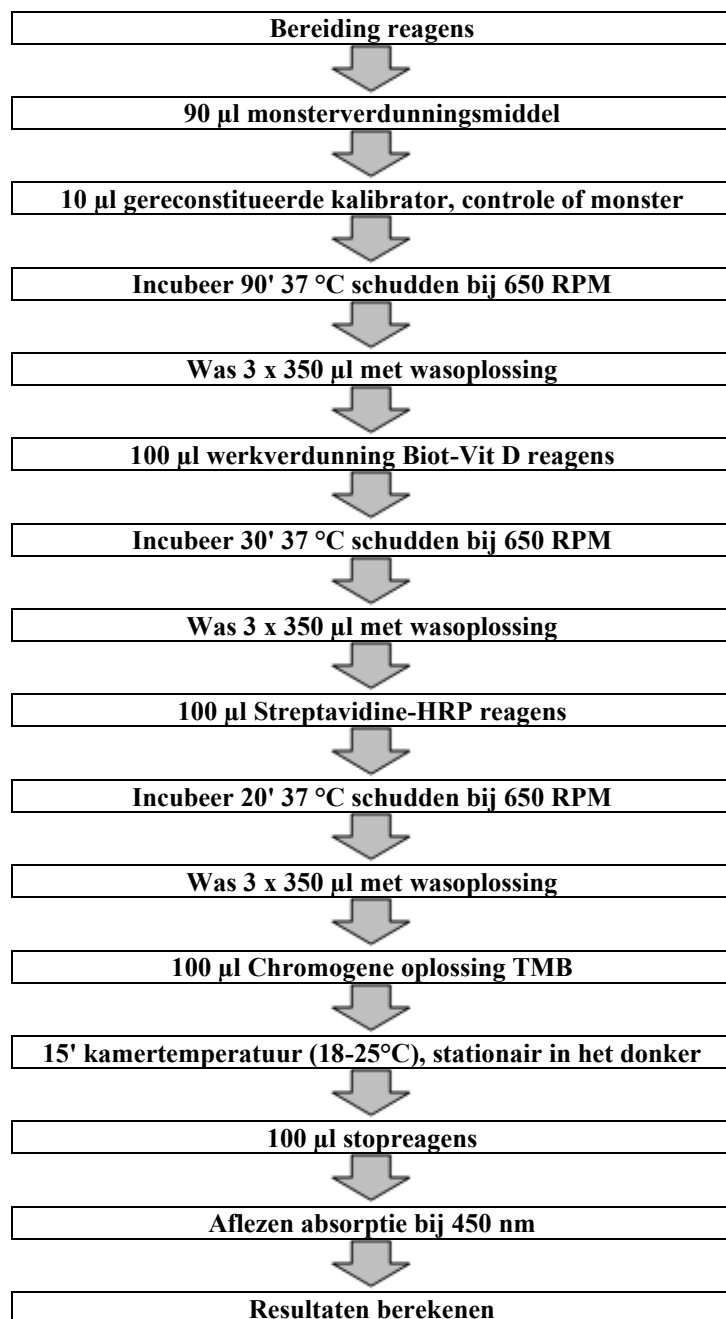 Bereiding reagens
90 µl monsterverdunningsmiddel
10 µl gereconstitueerde kalibrator, controle of monster
Incubeer 90' 37 °C schudden bij 650 RPM
Was 3 x 350 µl met wasoplossing
100 µl werkverdunning Biot-Vit D reagens
Incubeer 30' 37 °C schudden bij 650 RPM
Was 3 x 350 µl met wasoplossing
100 µl Streptavidine-HRP reagens
Incubeer 20' 37 °C schudden bij 650 RPM
Was 3 x 350 µl met wasoplossing
100 µl Chromogene oplossing TMB
15' kamertemperatuur (18-25°C), stationair in het donker
100 µl stopreagens
Aflezen absorptie bij 450 nm
Resultaten berekenen